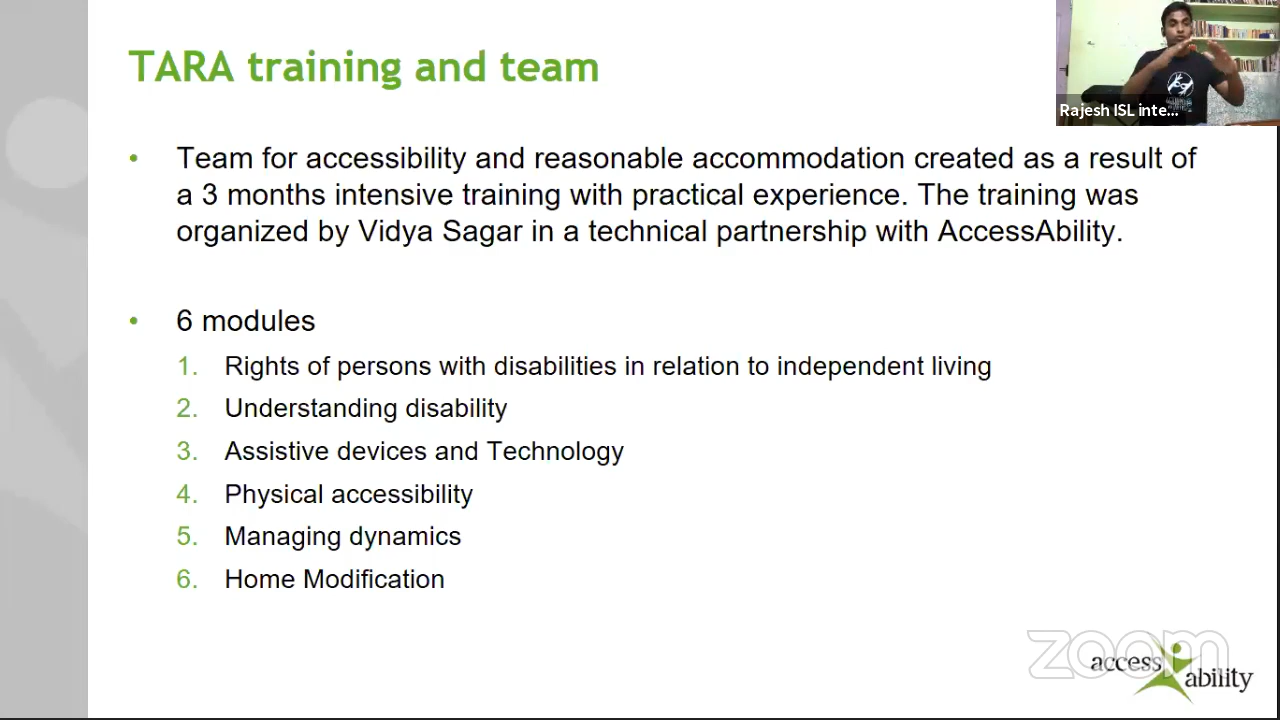 TARA training and team
Rajesh ISL inte...
• Team for accessibility and reasonable accommodation created as a result of
a 3 months intensive training with practical experience. The training was
organized by Vidya Sagar in a technical partnership with AccessAbility.
• 6 modules
1. Rights of persons with disabilities in relation to independent living
2. Understanding disability
3. Assistive devices and Technology
4. Physical accessibility
5. Managing dynamics
6. Home Modification
zoom
access
ability